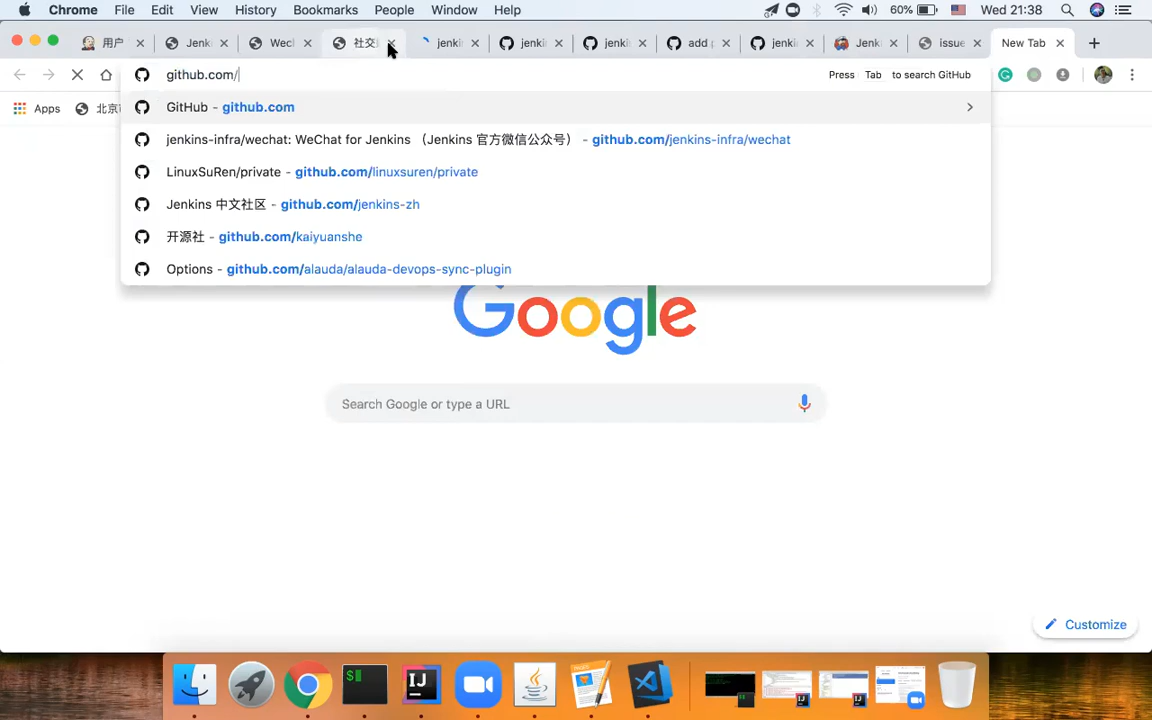 Chrome File Edit View History Bookmarks People Window Help 60% Wed 21:38
用户 Jenk Wecl 社交 jenkin jenki jenki add jenki Jenk issue New Tab
github.com/ Press Tab to search GitHub
Apps 北京
GitHub - github.com
jenkins-infra/wechat: WeChat for Jenkins （Jenkins 官方微信公众号） - github.com/jenkins-infra/wechat
LinuxSuRen/private - github.com/linuxsuren/private
Jenkins 中文社区 - github.com/jenkins-zh
开源社 - github.com/kaiyuanshe
Options - github.com/alauda/alauda-devops-sync-plugin
Google
Search Google or type a URL
Customize
$
IJ